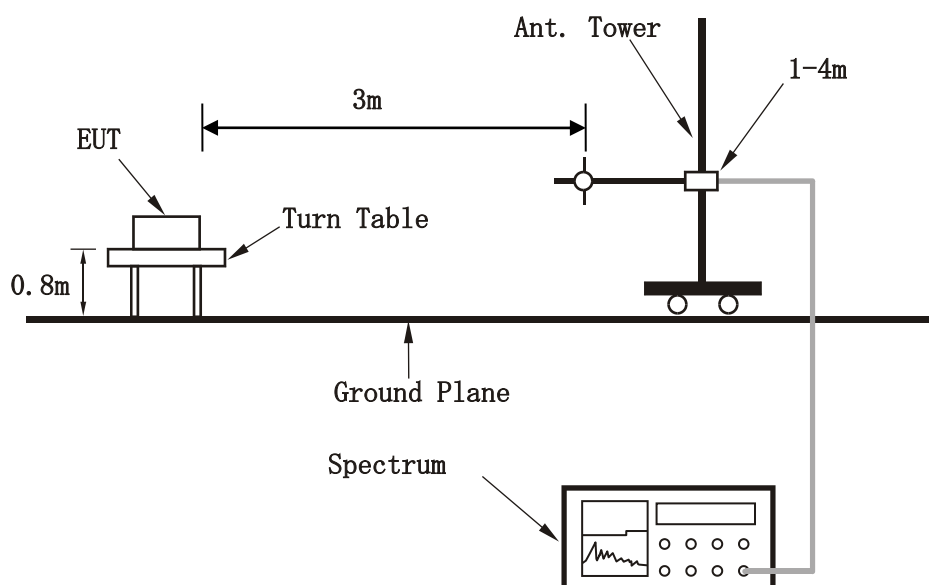 Ant. Tower
1-4m
3m
EUT
Turn Table
0.8m
Ground Plane
Spectrum